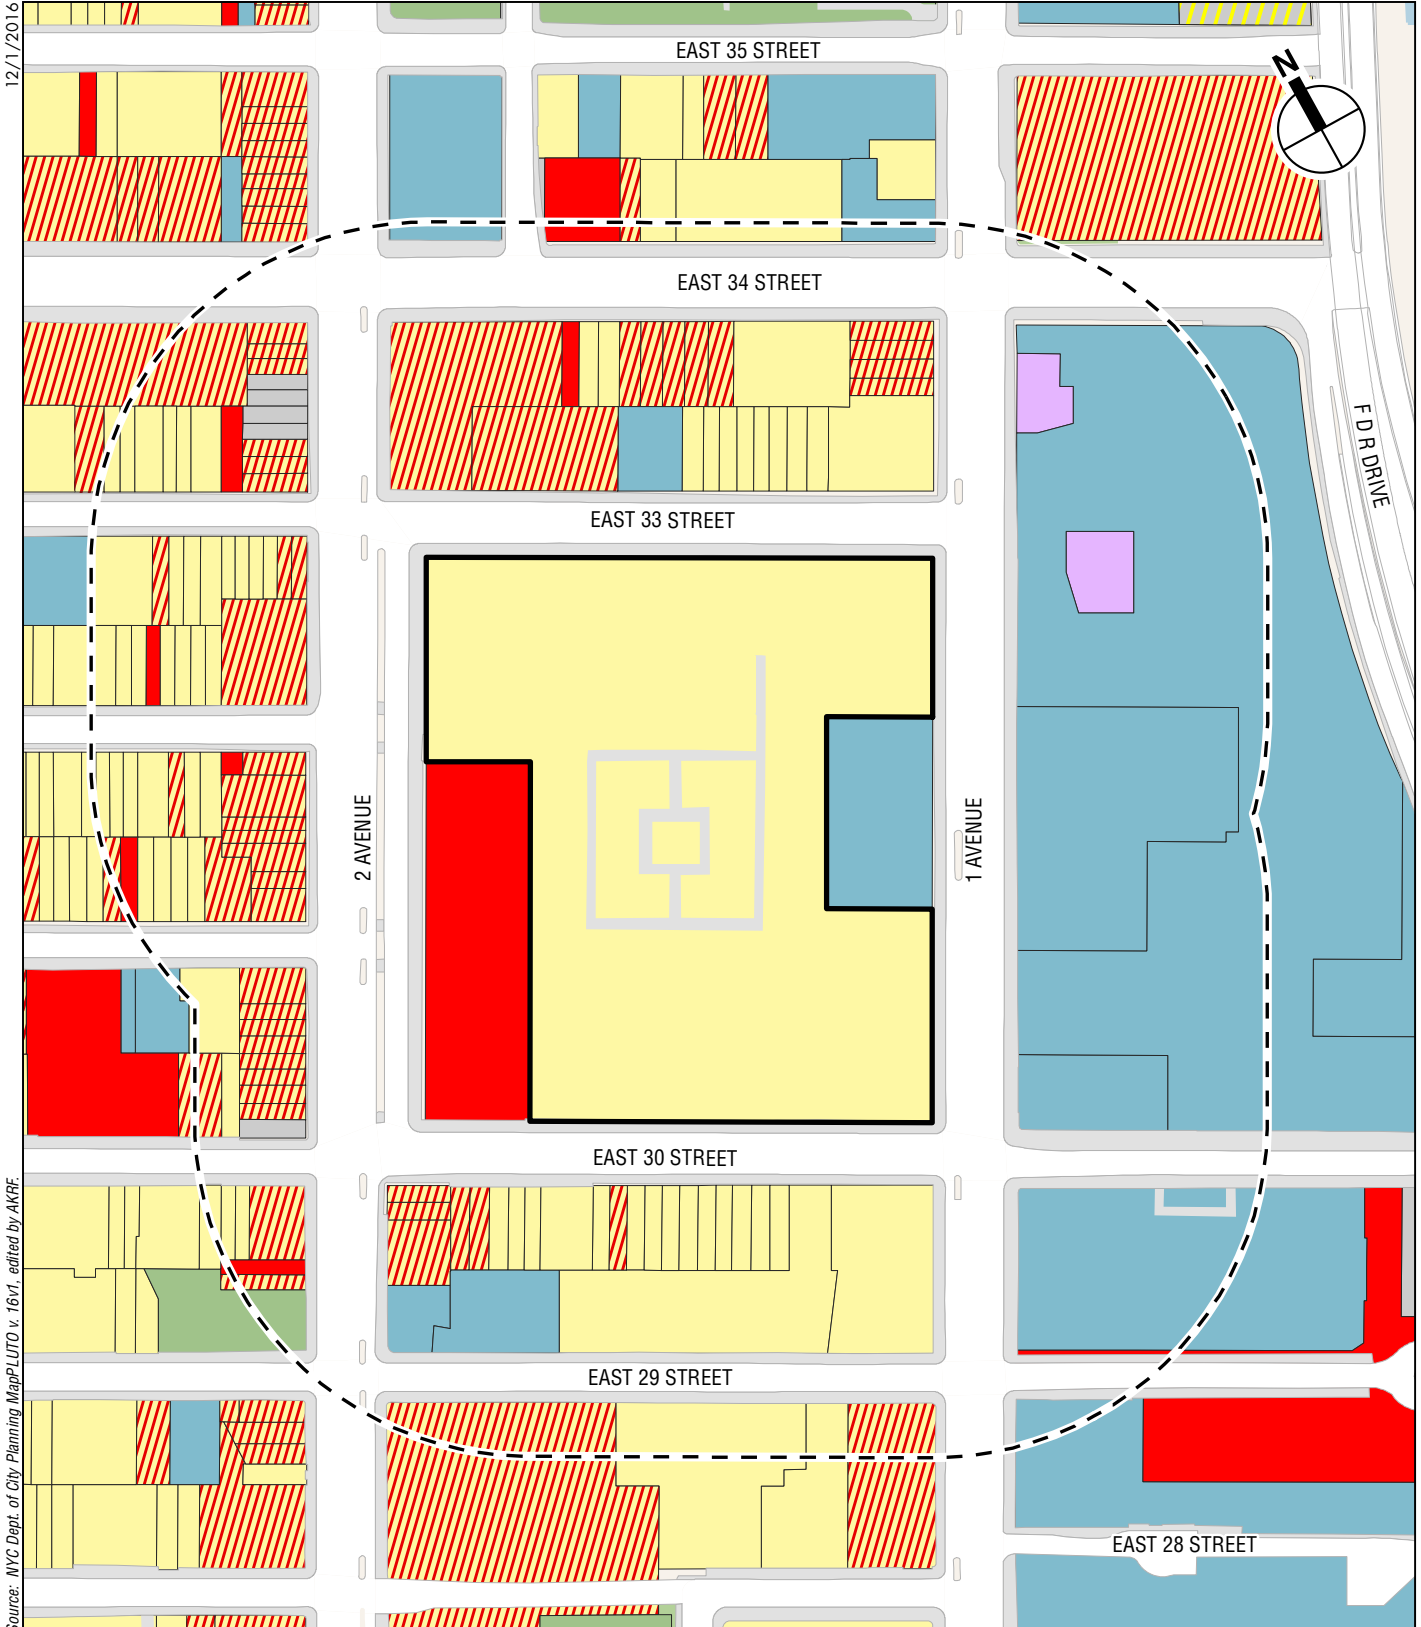 12/1/2016
EAST 35 STREET
N
EAST 34 STREET
F D R DRIVE
EAST 33 STREET
2 AVENUE
1 AVENUE
EAST 30 STREET
EAST 29 STREET
EAST 28 STREET
Source: NYC Dept. of City Planning MapPLUTO v. 16v1, edited by AKRF.